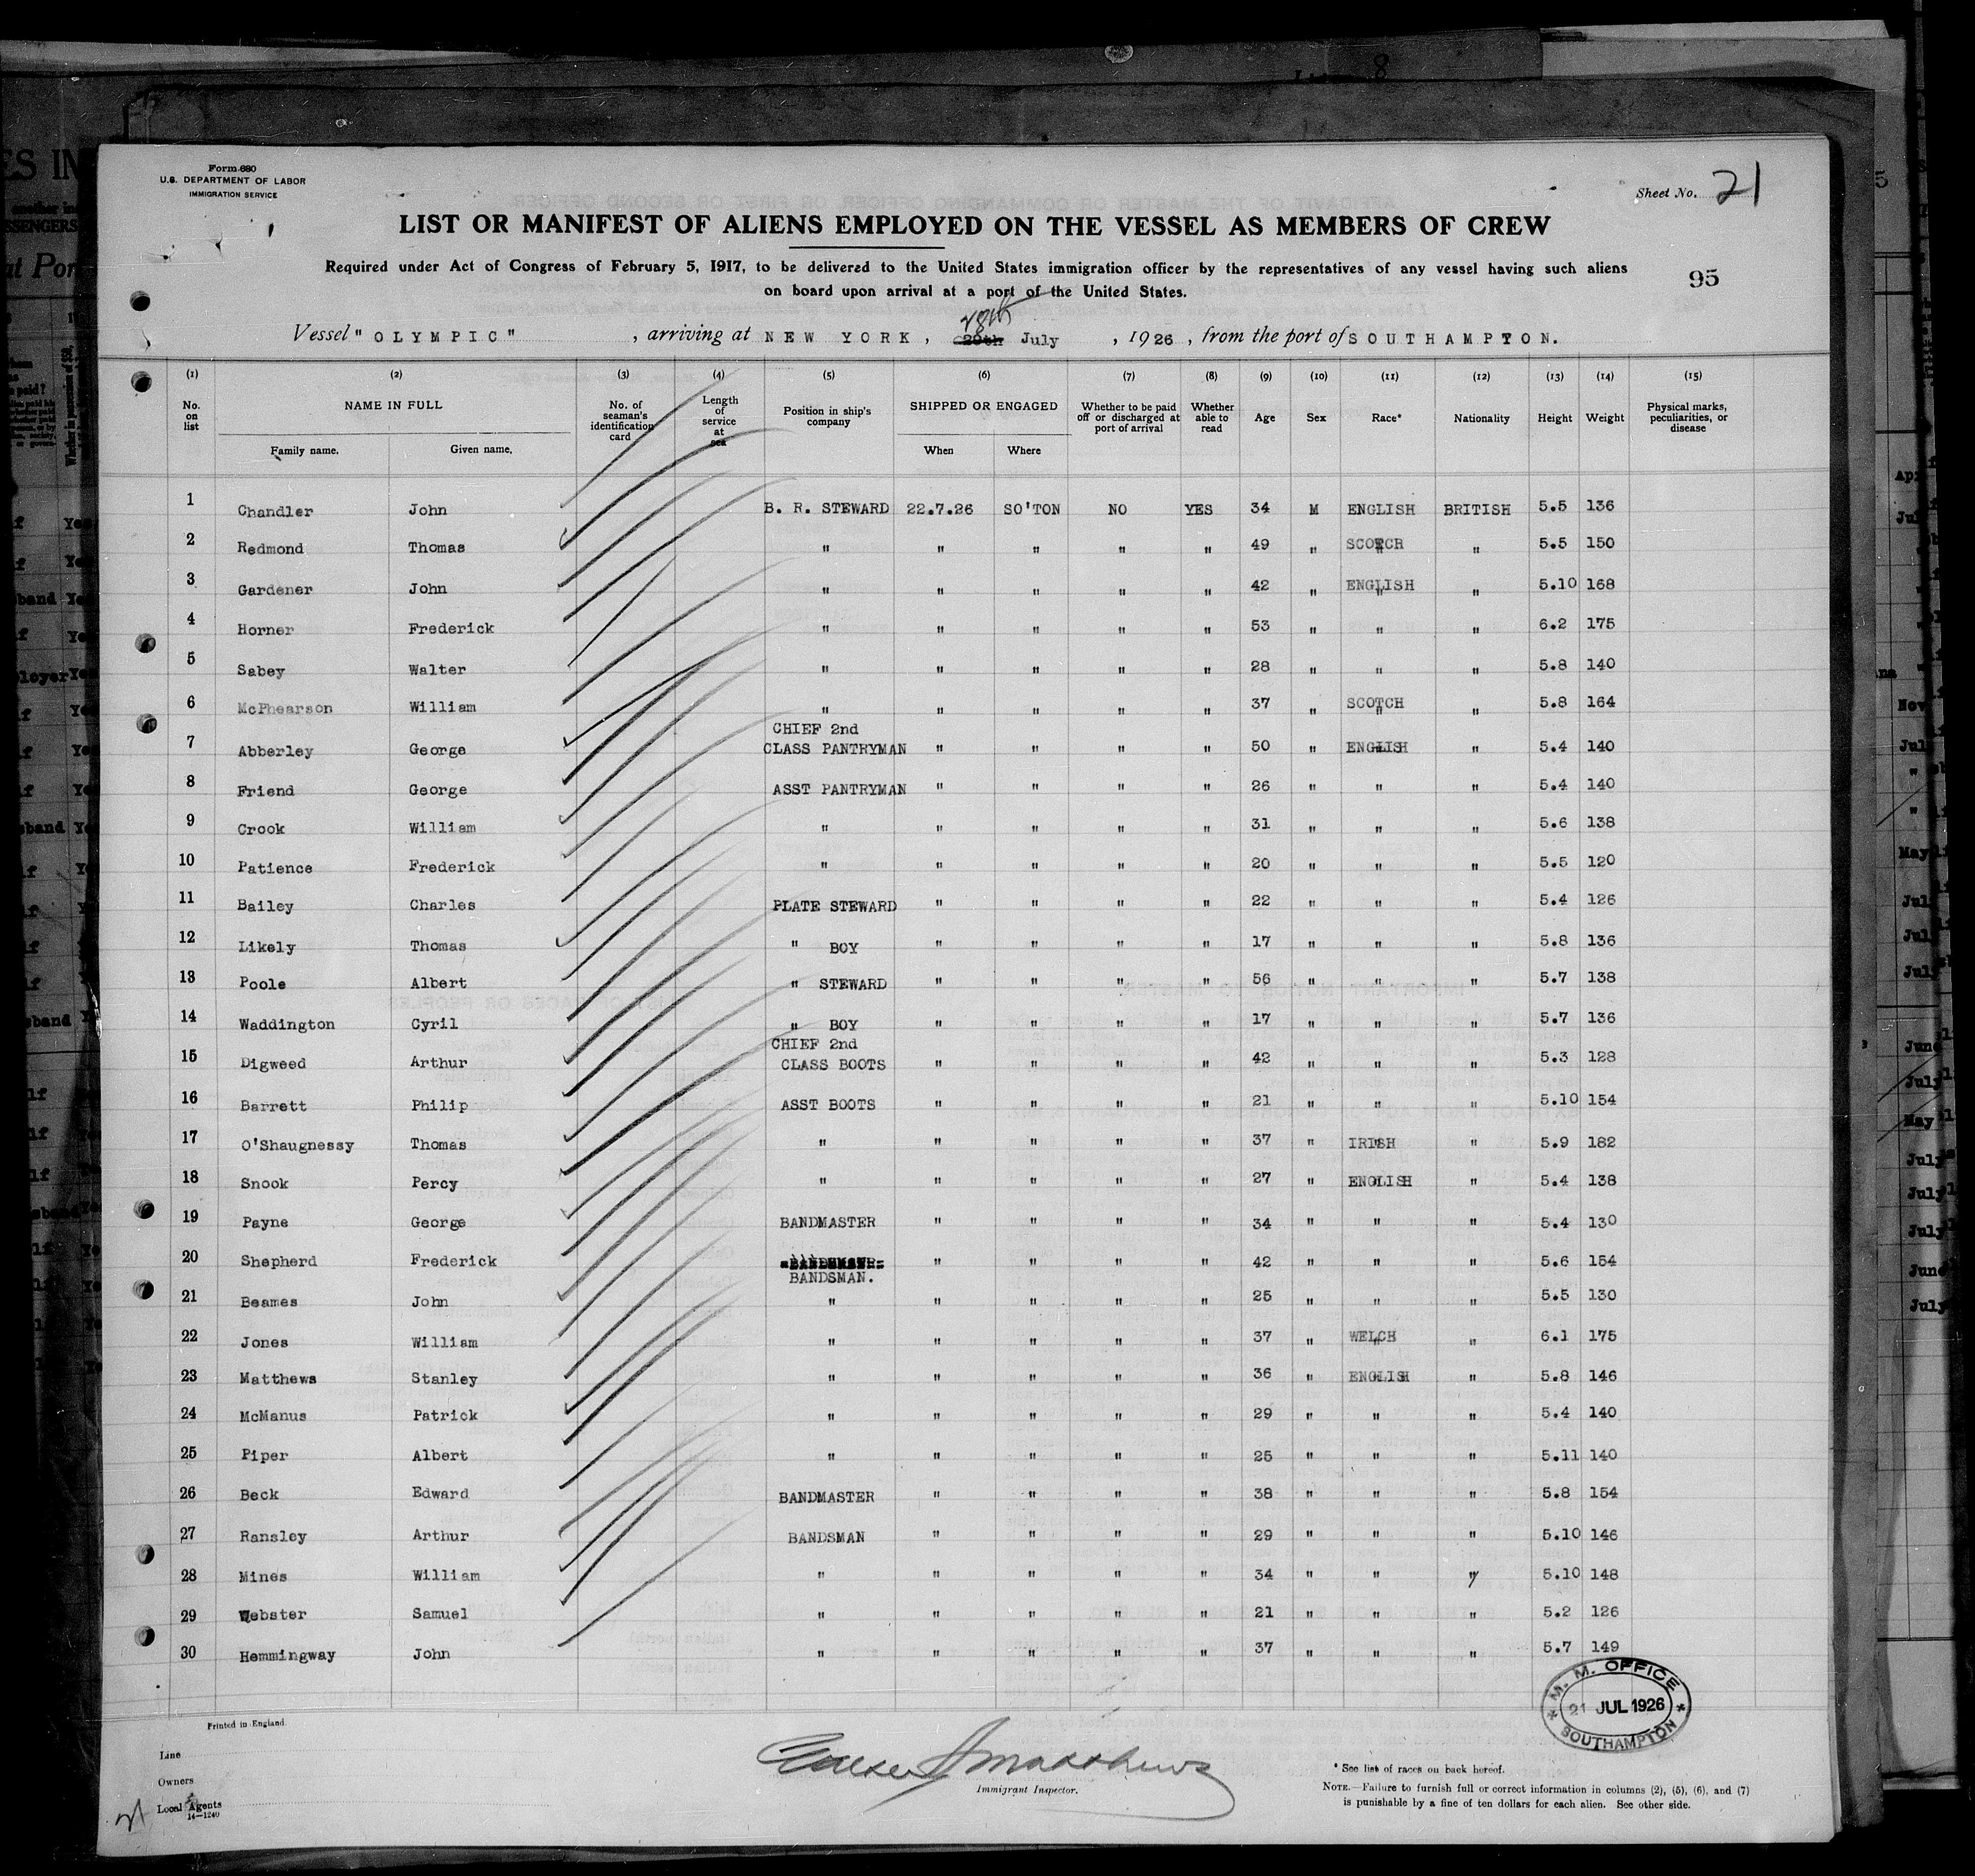 Form 680
U.S. DEPARTMENT OF LABOR
IMMIGRATION SERVICE
Sheet No. 21
LIST OR MANIFEST OF ALIENS EMPLOYED ON THE VESSEL AS MEMBERS OF CREW
Required under Act of Congress of February 5, 1917, to be delivered to the United States immigration officer by the representatives of any vessel having such aliens
on board upon arrival at a port of the United States.
95
28th
Vessel "OLYMPIC", arriving at NEW YORK, July, 1926, from the port of SOUTHAMPTON.
(1) (2) (3) (4) (5) (6) (7) (8) (9) (10) (11) (12) (13) (14) (15)
No. on list NAME IN FULL Family name. Given name. No. of seaman's identification card Length of service at sea Position in ship's company SHIPPED OR ENGAGED When Where Whether to be paid off or discharged at port of arrival Whether able to read Age Sex Race* Nationality Height Weight Physical marks, peculiarities, or disease
1 Chandler John B. R. STEWARD 22.7.26 SO'TON NO YES 34 M ENGLISH BRITISH 5.5 136
2 Redmond Thomas " " " " " 49 " SCOTCH " 5.5 150
3 Gardener John " " " " " 42 " ENGLISH " 5.10 168
4 Horner Frederick " " " " " 53 " " " 6.2 175
5 Sabey Walter " " " " " 28 " " " 5.8 140
6 McPhearson William " " " " " 37 " SCOTCH " 5.8 164
CHIEF 2nd
7 Abberley George CLASS PANTRYMAN " " " " 50 " ENGLISH " 5.4 140
8 Friend George ASST PANTRYMAN " " " " 26 " " " 5.4 140
9 Crook William " " " " " 31 " " " 5.6 138
10 Patience Frederick " " " " " 20 " " " 5.5 120
11 Bailey Charles PLATE STEWARD " " " " 22 " " " 5.4 126
12 Likely Thomas " BOY " " " " 17 " " " 5.8 136
13 Poole Albert " STEWARD " " " " 56 " " " 5.7 138
14 Waddington Cyril " BOY " " " " 17 " " " 5.7 136
CHIEF 2nd
15 Digweed Arthur CLASS BOOTS " " " " 42 " " " 5.3 128
16 Barrett Philip ASST BOOTS " " " " 21 " " " 5.10 154
17 O'Shaugnessy Thomas " " " " " 37 " IRISH " 5.9 182
18 Snook Percy " " " " " 27 " ENGLISH " 5.4 138
19 Payne George BANDMASTER " " " " 34 " " " 5.4 130
20 Shepherd Frederick " " " " 42 " " " 5.6 154
BANDSMAN.
21 Beames John " " " " " 25 " " " 5.5 130
22 Jones William " " " " " 37 " WELCH " 6.1 175
23 Matthews Stanley " " " " " 36 " ENGLISH " 5.8 146
24 McManus Patrick " " " " " 29 " " " 5.4 140
25 Piper Albert " " " " " 25 " " " 5.11 140
26 Beck Edward BANDMASTER " " " " 38 " " " 5.8 154
27 Ransley Arthur BANDSMAN " " " " 29 " " " 5.10 146
28 Mines William " " " " " 34 " " " 5.10 148
29 Webster Samuel " " " " " 21 " " " 5.2 126
30 Hemmingway John " " " " " 37 " " " 5.7 149
M. M. OFFICE
21 JUL 1926
SOUTHAMPTON
Printed in England
Line
Owners
Local Agents
14—1240
Matthews
Immigrant Inspector.
* See list of races on back hereof.
NOTE.—Failure to furnish full or correct information in columns (2), (5), (6), and (7)
is punishable by a fine of ten dollars for each alien. See other side.